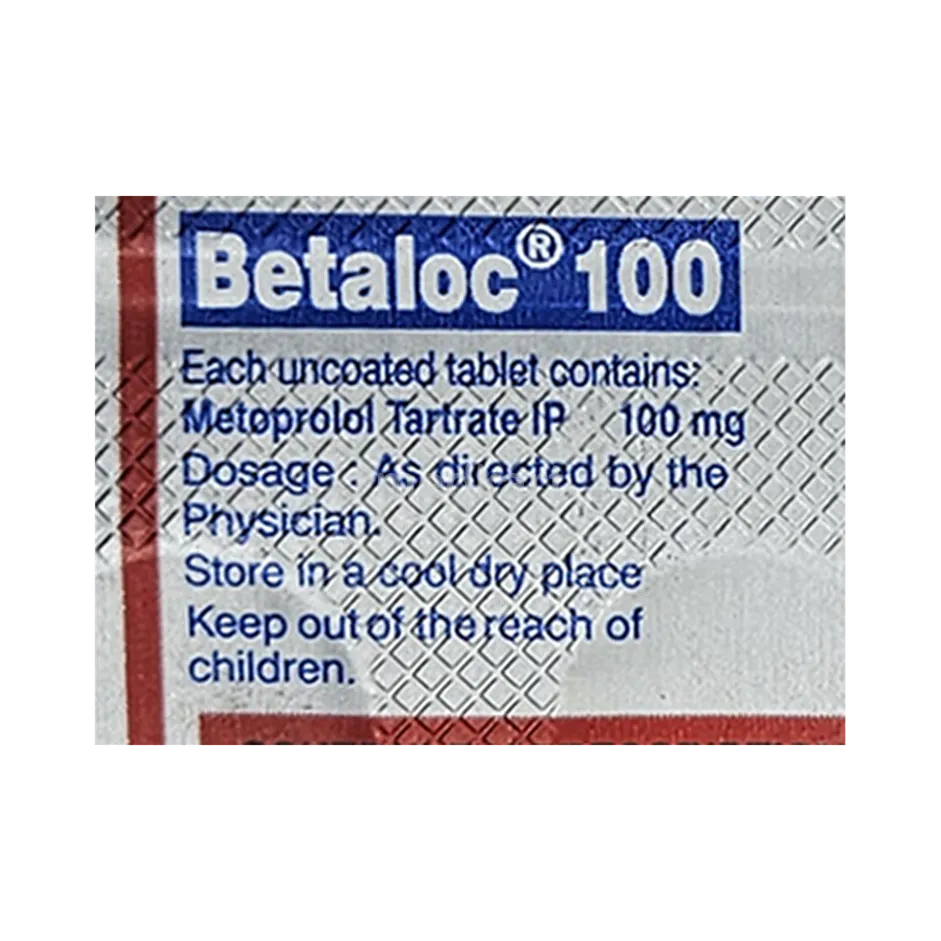 Betaloc® 100
Each uncoated tablet contains:
Metoprolol Tartrate IP 100 mg
Dosage : As directed by the
Physician.
Store in a cool dry place
Keep out of the reach of
children.